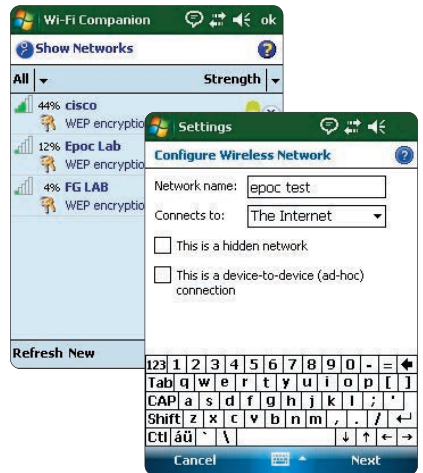 Wi-Fi Companion ok
Show Networks ?
All Strength
44% cisco
WEP encryptio
12% Epoc Lab
WEP encryptio
4% FG LAB
WEP encryptio
Refresh New
Settings
Configure Wireless Network ?
Network name: epoc test
Connects to: The Internet
This is a hidden network
This is a device-to-device (ad-hoc)
connection
123 1 2 3 4 5 6 7 8 9 0 - = 
Tab q w e r t y u i o p [ ]
CAP a s d f g h j k l ; '
Shift z x c v b n m , . /
Ctl áü ` \ ↓ ↑ ← →
Cancel Next